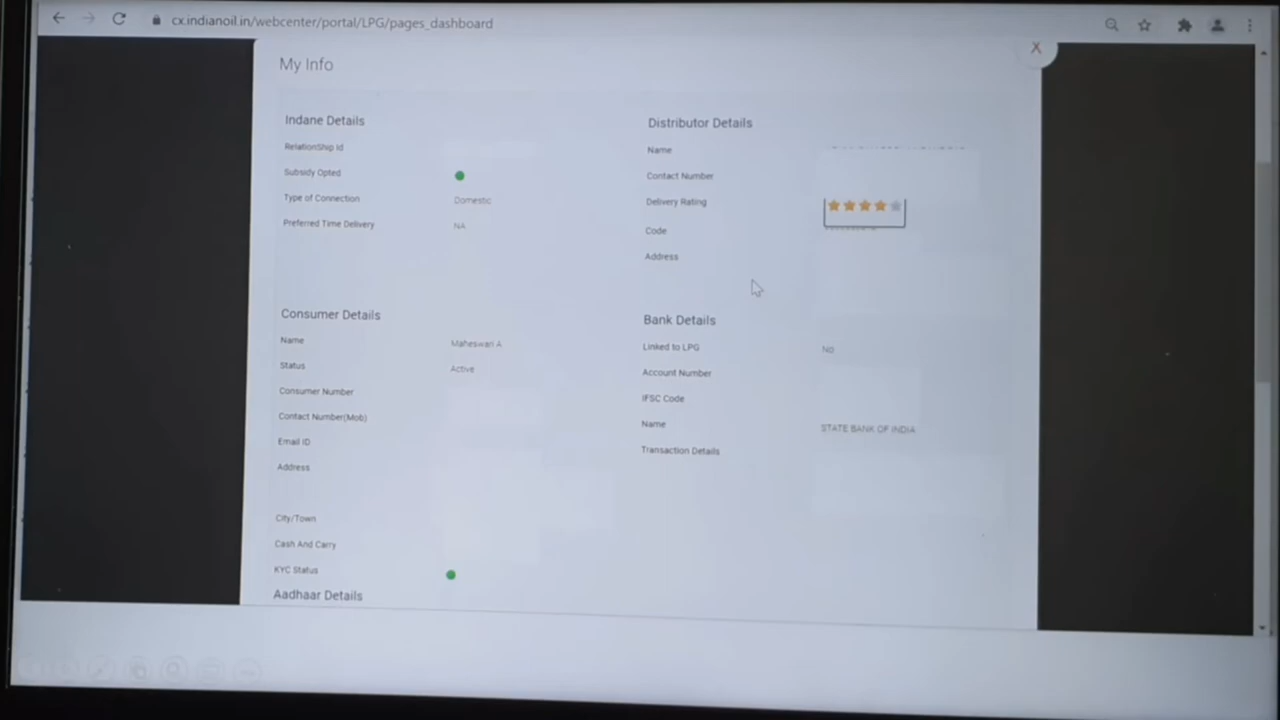 cx.indianoil.in/webcenter/portal/LPG/pages_dashboard
X
My Info
Indane Details
RelationShip Id
Subsidy Opted
Type of Connection Domestic
Preferred Time Delivery NA
Distributor Details
Name
Contact Number
Delivery Rating
Code
Address
Consumer Details
Name Maheswari A
Status Active
Consumer Number
Contact Number(Mob)
Email ID
Address
City/Town
Cash And Carry
KYC Status
Aadhaar Details
Bank Details
Linked to LPG No
Account Number
IFSC Code
Name STATE BANK OF INDIA
Transaction Details